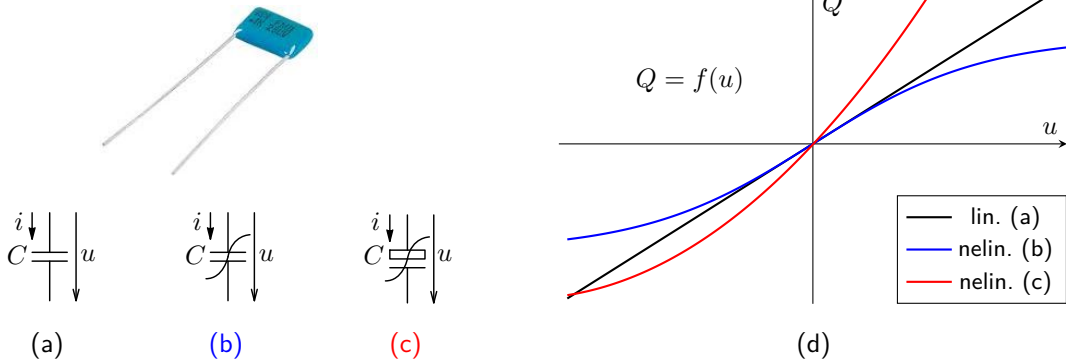 Q
Q = f(u)
u
lin. (a)
nelin. (b)
nelin. (c)
i
C
u
i
C
u
i
C
u
(a)
(b)
(c)
(d)